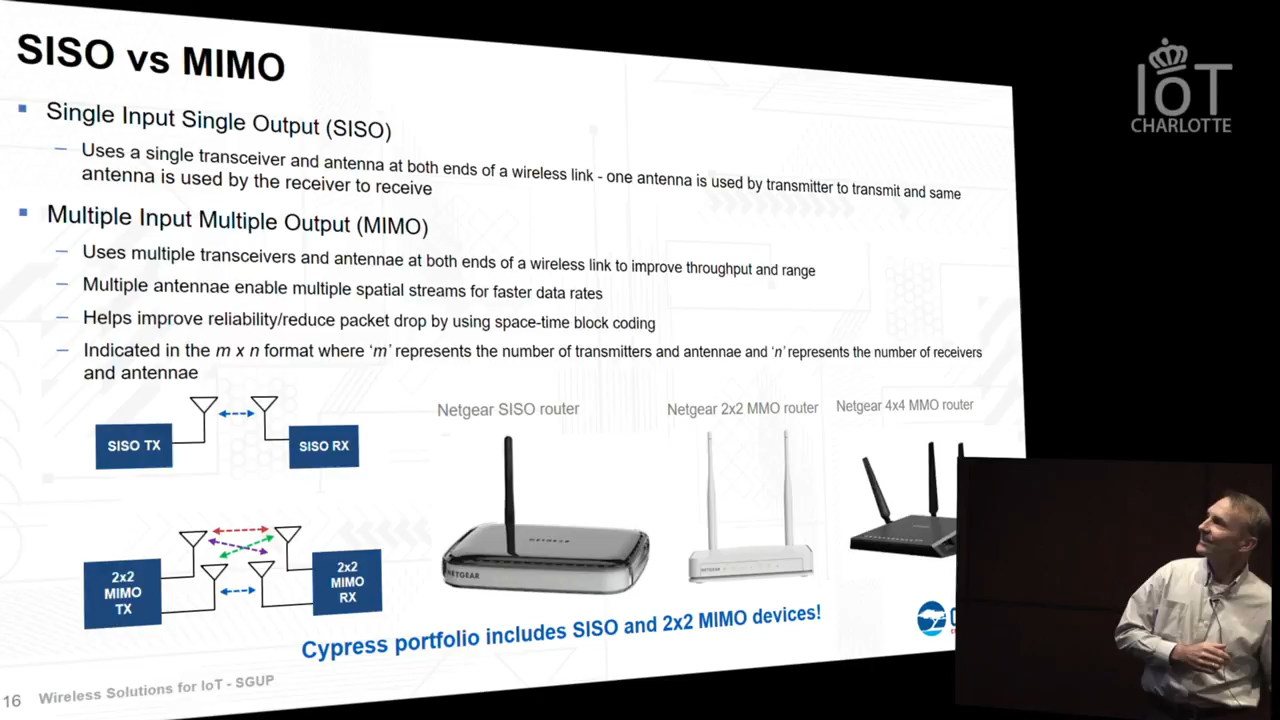 SISO vs MIMO
Single Input Single Output (SISO)
– Uses a single transceiver and antenna at both ends of a wireless link - one antenna is used by transmitter to transmit and same
antenna is used by the receiver to receive
Multiple Input Multiple Output (MIMO)
– Uses multiple transceivers and antennae at both ends of a wireless link to improve throughput and range
– Multiple antennae enable multiple spatial streams for faster data rates
– Helps improve reliability/reduce packet drop by using space-time block coding
– Indicated in the m x n format where ‘m’ represents the number of transmitters and antennae and ‘n’ represents the number of receivers
and antennae
SISO TX
SISO RX
2x2
MIMO
TX
2x2
MIMO
RX
Netgear SISO router
Netgear 2x2 MMO router
Netgear 4x4 MMO router
NETGEAR
NETGEAR
NETGEAR
Cypress portfolio includes SISO and 2x2 MIMO devices!
16 Wireless Solutions for IoT - SGUP
IoT
CHARLOTTE